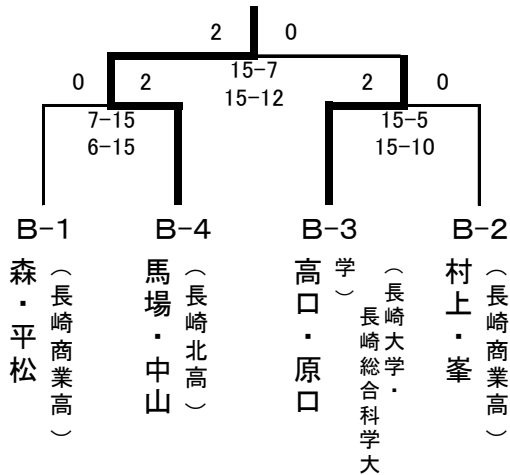 2 0
15-7
15-12
0 2
7-15
6-15
2 0
15-5
15-10
B-1
森・平松
（長崎商業高）
B-4
馬場・中山
（長崎北高）
B-3
高口・原口
（長崎大学・
長崎総合科学大
学）
B-2
村上・峯
（長崎商業高）